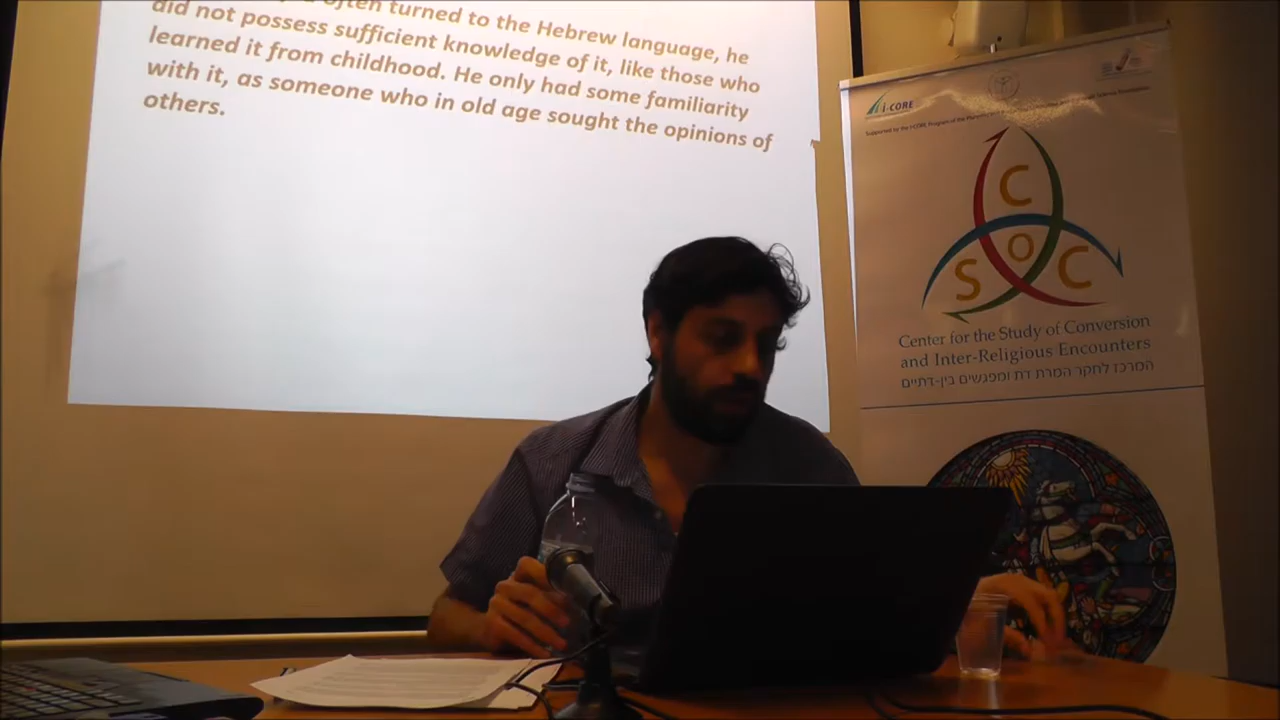 often turned to the Hebrew language, he
did not possess sufficient knowledge of it, like those who
learned it from childhood. He only had some familiarity
with it, as someone who in old age sought the opinions of
others.
i-CORE
C
S O C
Center for the Study of Conversion
and Inter-Religious Encounters
המרכז לחקר המרת דת ומפגשים בין-דתיים